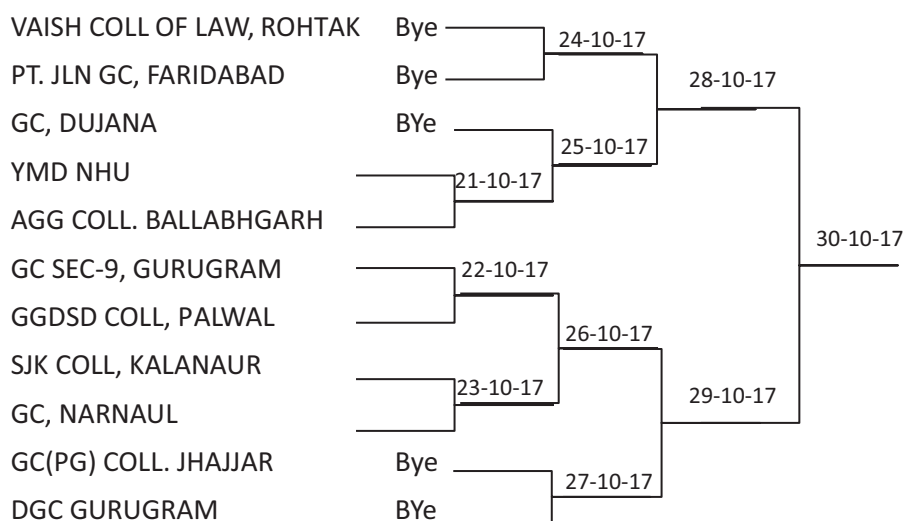 VAISH COLL OF LAW, ROHTAK Bye
24-10-17
PT. JLN GC, FARIDABAD Bye
28-10-17
GC, DUJANA BYe
25-10-17
YMD NHU
21-10-17
AGG COLL. BALLABHGARH
30-10-17
GC SEC-9, GURUGRAM
22-10-17
GGDSD COLL, PALWAL
26-10-17
SJK COLL, KALANAUR
23-10-17
29-10-17
GC, NARNAUL
GC(PG) COLL. JHAJJAR Bye
27-10-17
DGC GURUGRAM BYe